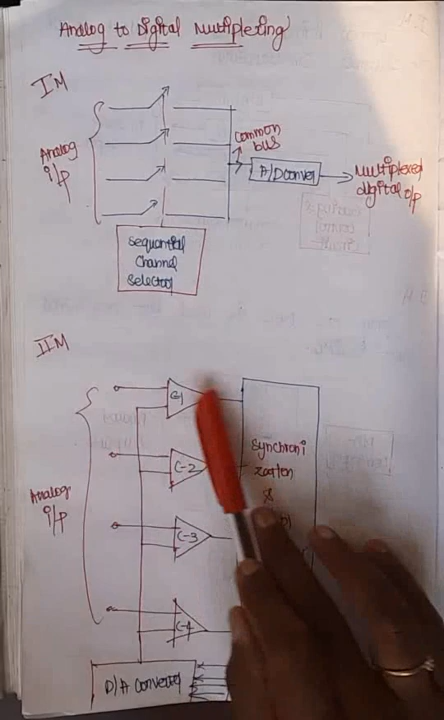 Analog to Digital Multiplexing
I M
Analog
i/p
common
bus
A/D Conver
Multiplexed
digital o/p
Sequential
Channel
Selector
II M
Analog
i/p
C-1
C-2
C-3
C-4
Synchroni
zation
&
D/A Converter